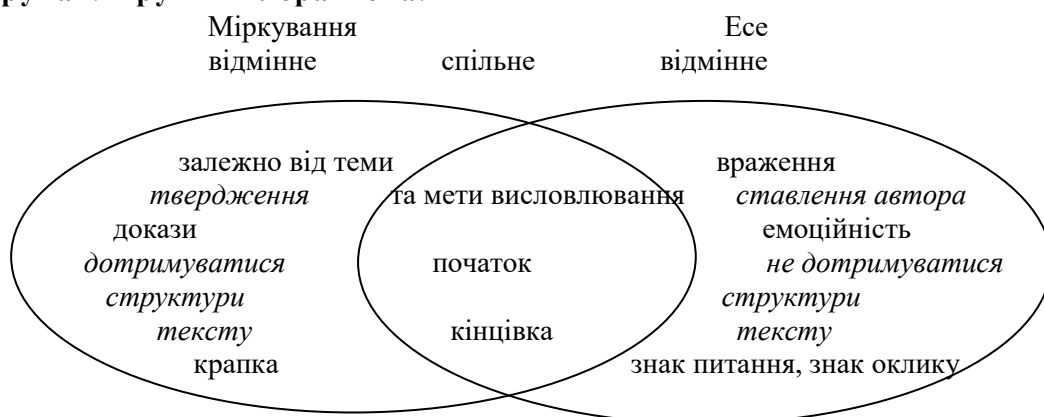 Міркування Есе
відмінне спільне відмінне
залежно від теми враження
твердження та мети висловлювання ставлення автора
докази емоційність
дотримуватися початок не дотримуватися
структури структури
тексту кінцівка тексту
крапка знак питання, знак оклику